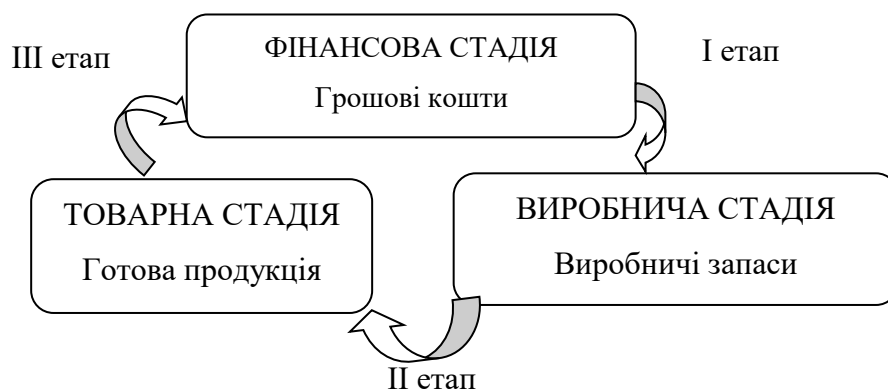 ФІНАНСОВА СТАДІЯ
Грошові кошти
III етап
I етап
ТОВАРНА СТАДІЯ
Готова продукція
ВИРОБНИЧА СТАДІЯ
Виробничі запаси
II етап